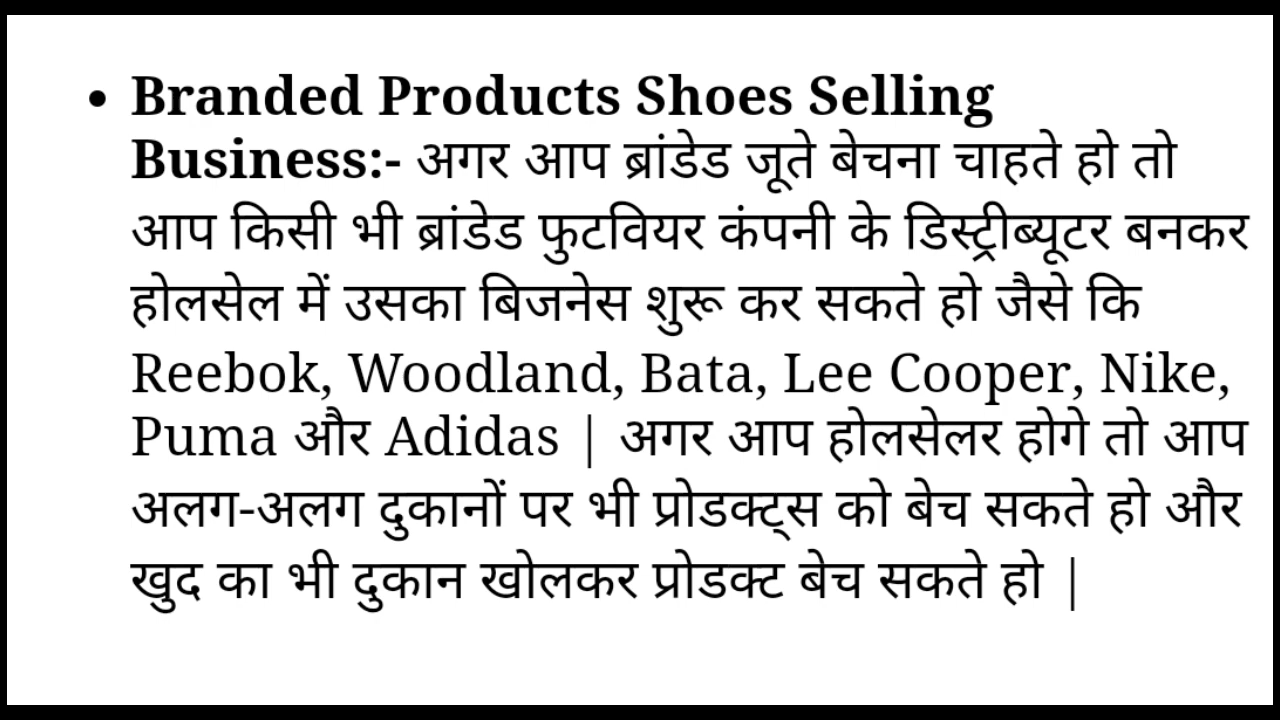 • Branded Products Shoes Selling
Business:- अगर आप ब्रांडेड जूते बेचना चाहते हो तो
आप किसी भी ब्रांडेड फुटवियर कंपनी के डिस्ट्रीब्यूटर बनकर
होलसेल में उसका बिजनेस शुरू कर सकते हो जैसे कि
Reebok, Woodland, Bata, Lee Cooper, Nike,
Puma और Adidas | अगर आप होलसेलर होगे तो आप
अलग-अलग दुकानों पर भी प्रोडक्ट्स को बेच सकते हो और
खुद का भी दुकान खोलकर प्रोडक्ट बेच सकते हो |